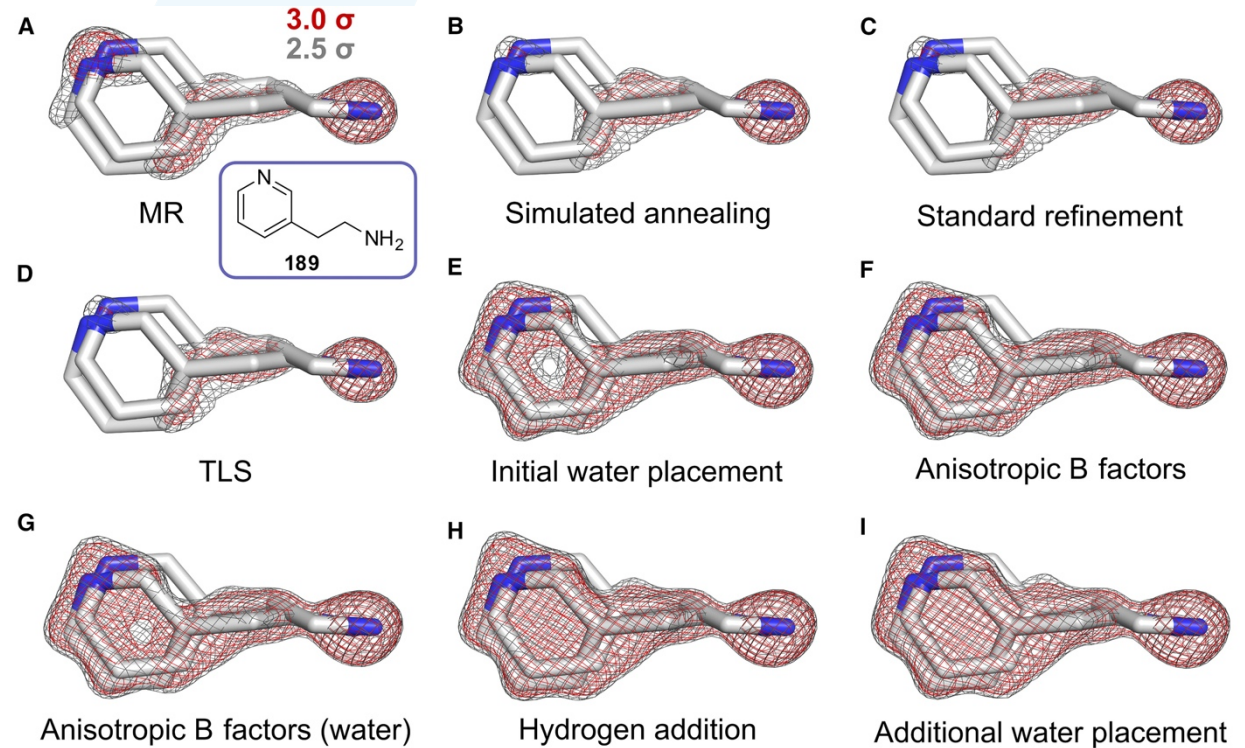 A
3.0 σ
2.5 σ
MR
B
Simulated annealing
C
Standard refinement
N
NH2
189
D
TLS
E
Initial water placement
F
Anisotropic B factors
G
Anisotropic B factors (water)
H
Hydrogen addition
I
Additional water placement